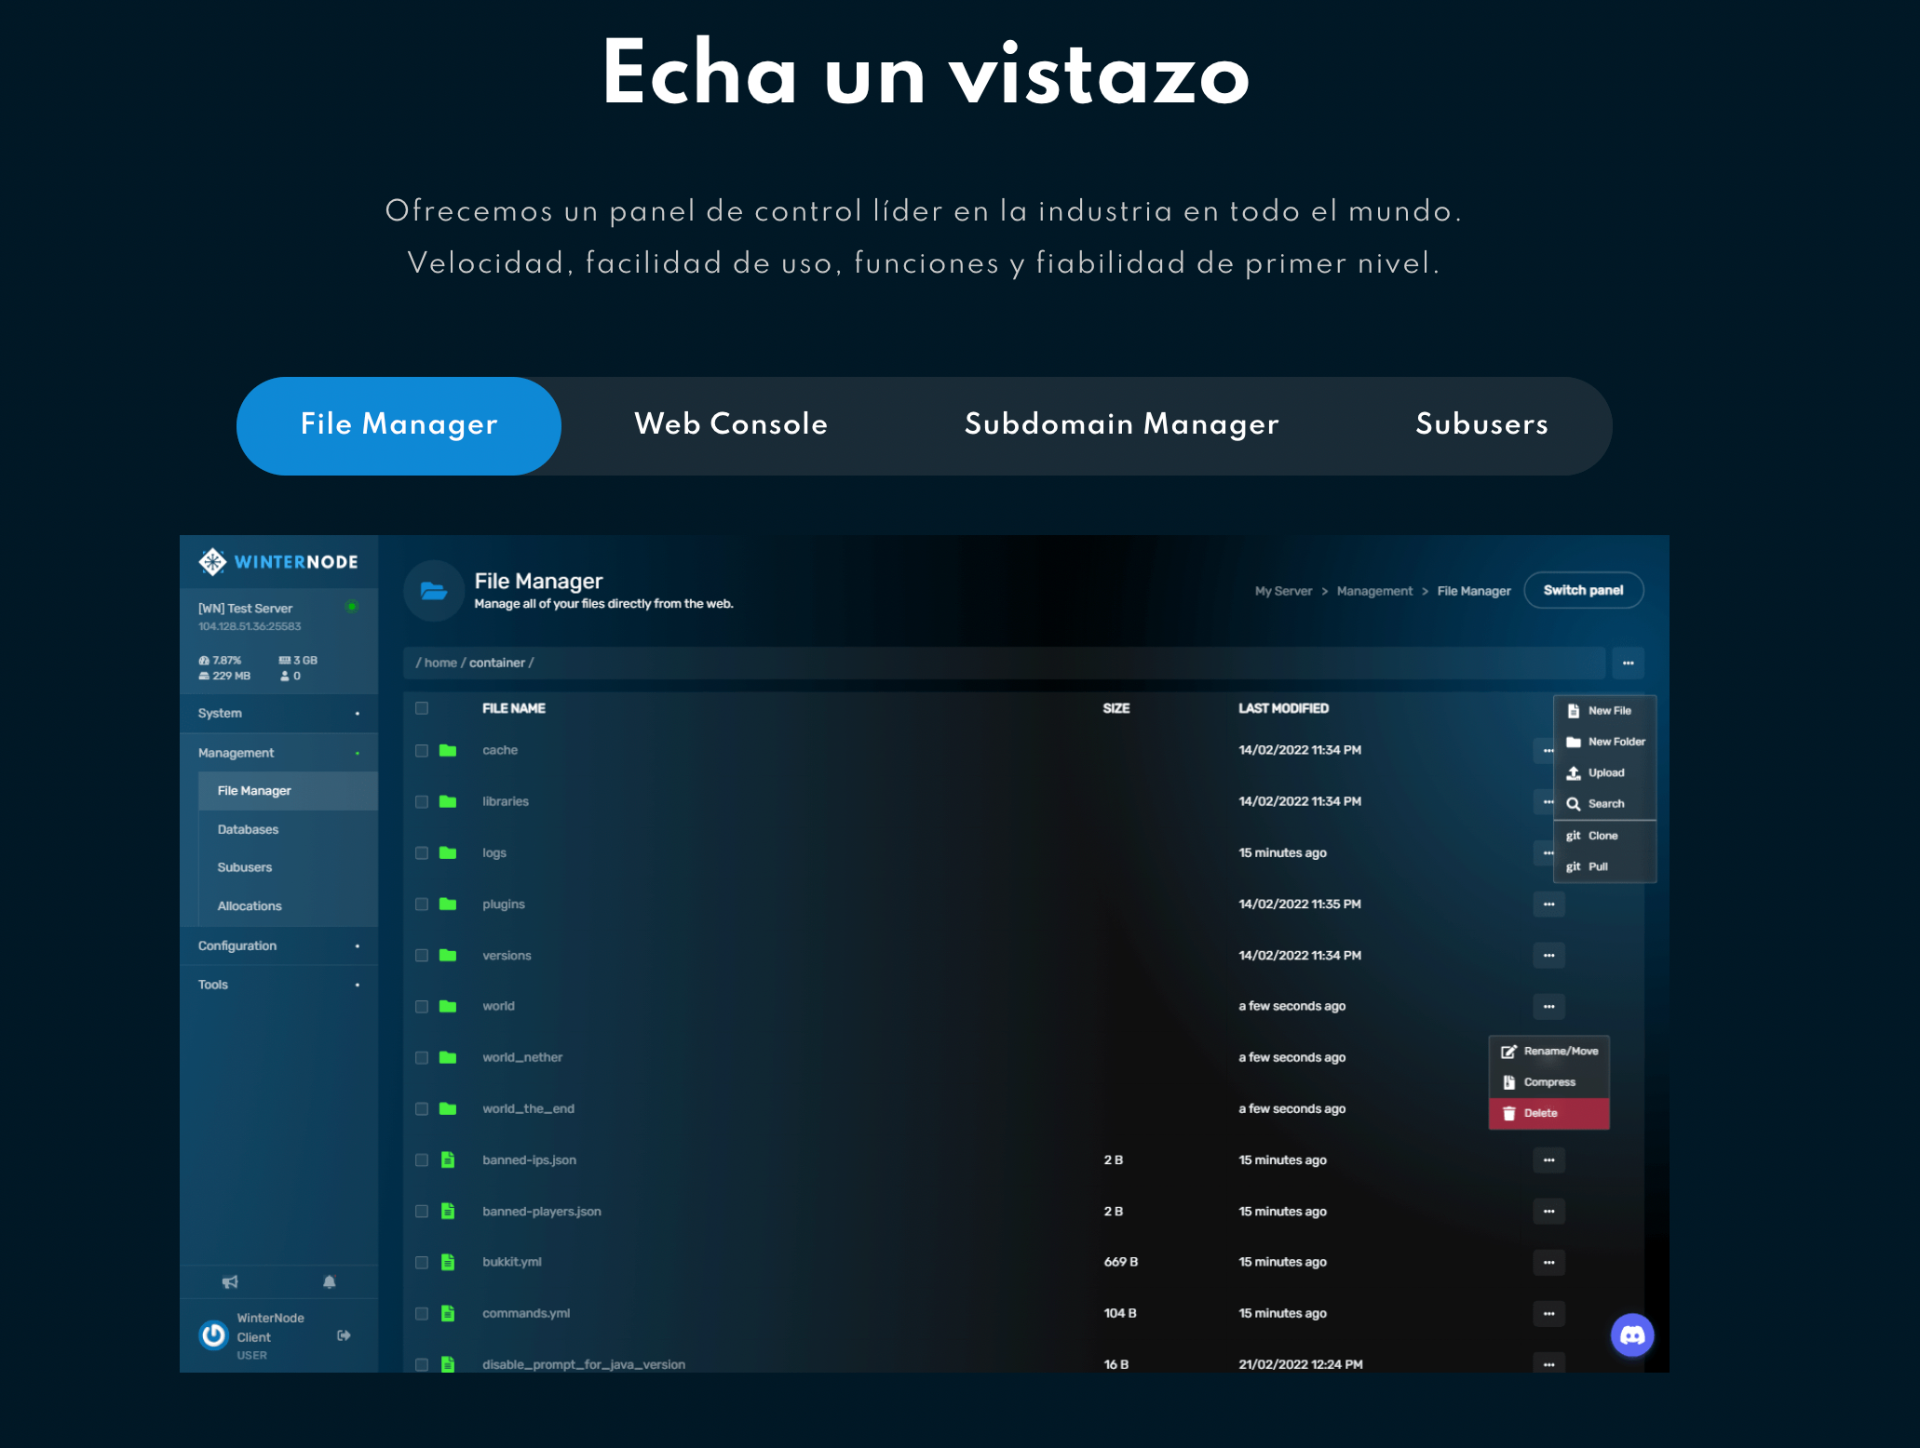 Echa un vistazo
Ofrecemos un panel de control líder en la industria en todo el mundo.
Velocidad, facilidad de uso, funciones y fiabilidad de primer nivel.
File Manager
Web Console
Subdomain Manager
Subusers
WINTERNODE
[WN] Test Server
104.128.51.36:25583
7.87%
3 GB
229 MB
0
System
Management
File Manager
Databases
Subusers
Allocations
Configuration
Tools
WinterNode
Client
USER
File Manager
Manage all of your files directly from the web.
My Server > Management > File Manager
Switch panel
/ home / container /
...
FILE NAME SIZE LAST MODIFIED
cache 14/02/2022 11:34 PM ...
libraries 14/02/2022 11:34 PM ...
logs 15 minutes ago ...
plugins 14/02/2022 11:35 PM ...
versions 14/02/2022 11:34 PM ...
world a few seconds ago ...
world_nether a few seconds ago
world_the_end a few seconds ago
banned-ips.json 2 B 15 minutes ago ...
banned-players.json 2 B 15 minutes ago ...
bukkit.yml 669 B 15 minutes ago ...
commands.yml 104 B 15 minutes ago ...
disable_prompt_for_java_version 16 B 21/02/2022 12:24 PM ...
New File
New Folder
Upload
Search
git Clone
git Pull
Rename/Move
Compress
Delete